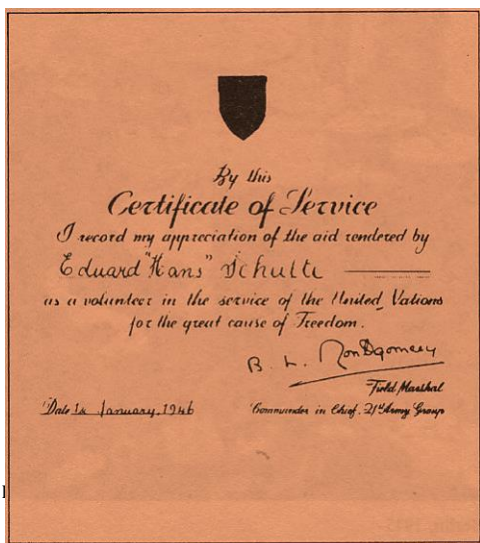 By this
Certificate of Service
I record my appreciation of the aid rendered by
Eduard "Hans" Schulte
as a volunteer in the service of the United Nations
for the great cause of Freedom.
B. L. Montgomery
Field Marshal
Date January, 1946 Commander in Chief, 21st Army Group